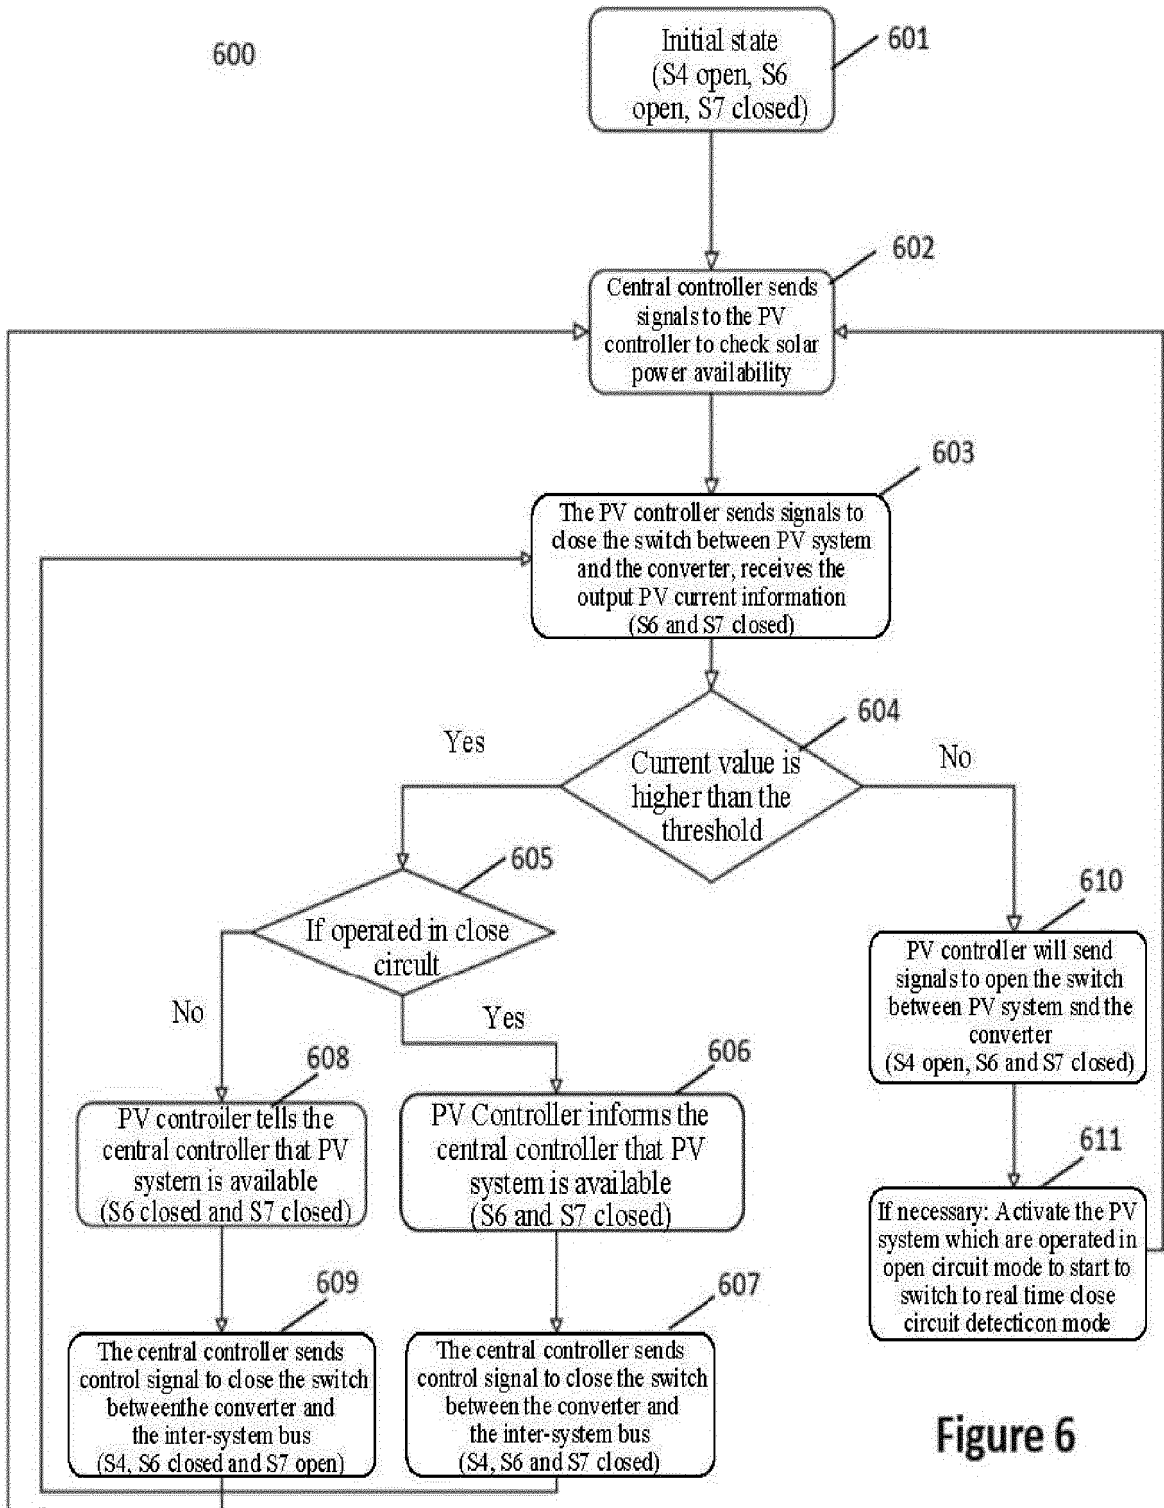 600
Initial state
(S4 open, S6
open, S7 closed)
601
602
Central controller sends
signals to the PV
controller to check solar
power availability
603
The PV controller sends signals to
close the switch between PV system
and the converter, receives the
output PV current information
(S6 and S7 closed)
604
Yes
No
Current value is
higher than the
threshold
605
If operated in close
circult
610
PV controller will send
signals to open the switch
between PV system snd the
converter
(S4 open, S6 and S7 closed)
No
Yes
608
606
PV controiler tells the
central controller that PV
system is available
(S6 closed and S7 closed)
PV Controller informs the
central controller that PV
system is available
(S6 and S7 closed)
611
If necessary: Activate the PV
system which are operated in
open circuit mode to start to
switch to real time close
circuit detecticon mode
609
607
The central controller sends
control signal to close the switch
betweenthe converter and
the inter-system bus
(S4, S6 closed and S7 open)
The central controller sends
control signal to close the switch
between the converter and
the inter-system bus
(S4, S6 and S7 closed)
Figure 6